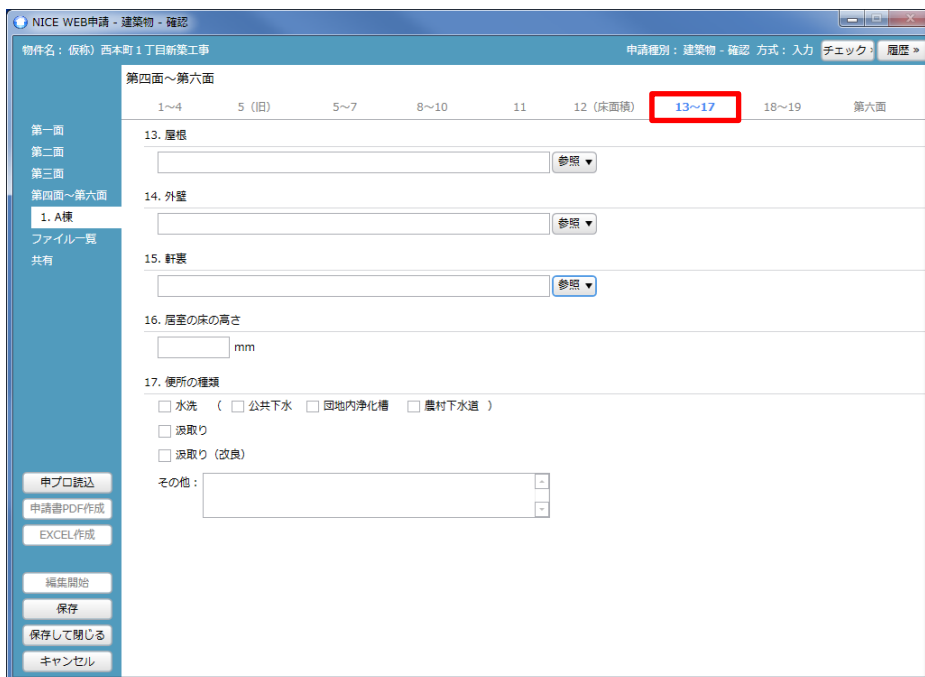 NICE WEB申請 - 建築物 - 確認
物件名： 仮称）西本町１丁目新築工事
申請種別： 建築物 - 確認 方式： 入力 チェック » 履歴 »
第四面～第六面
1～4 5（旧） 5～7 8～10 11 12（床面積） 13～17 18～19 第六面
第一面
第二面
第三面
第四面～第六面
1. A棟
ファイル一覧
共有
13. 屋根
参照 ▼
14. 外壁
参照 ▼
15. 軒裏
参照 ▼
16. 居室の床の高さ
mm
17. 便所の種類
水洗 （ 公共下水 団地内浄化槽 農村下水道 ）
汲取り
汲取り（改良）
その他：
申プロ読込
申請書PDF作成
EXCEL作成
編集開始
保存
保存して閉じる
キャンセル